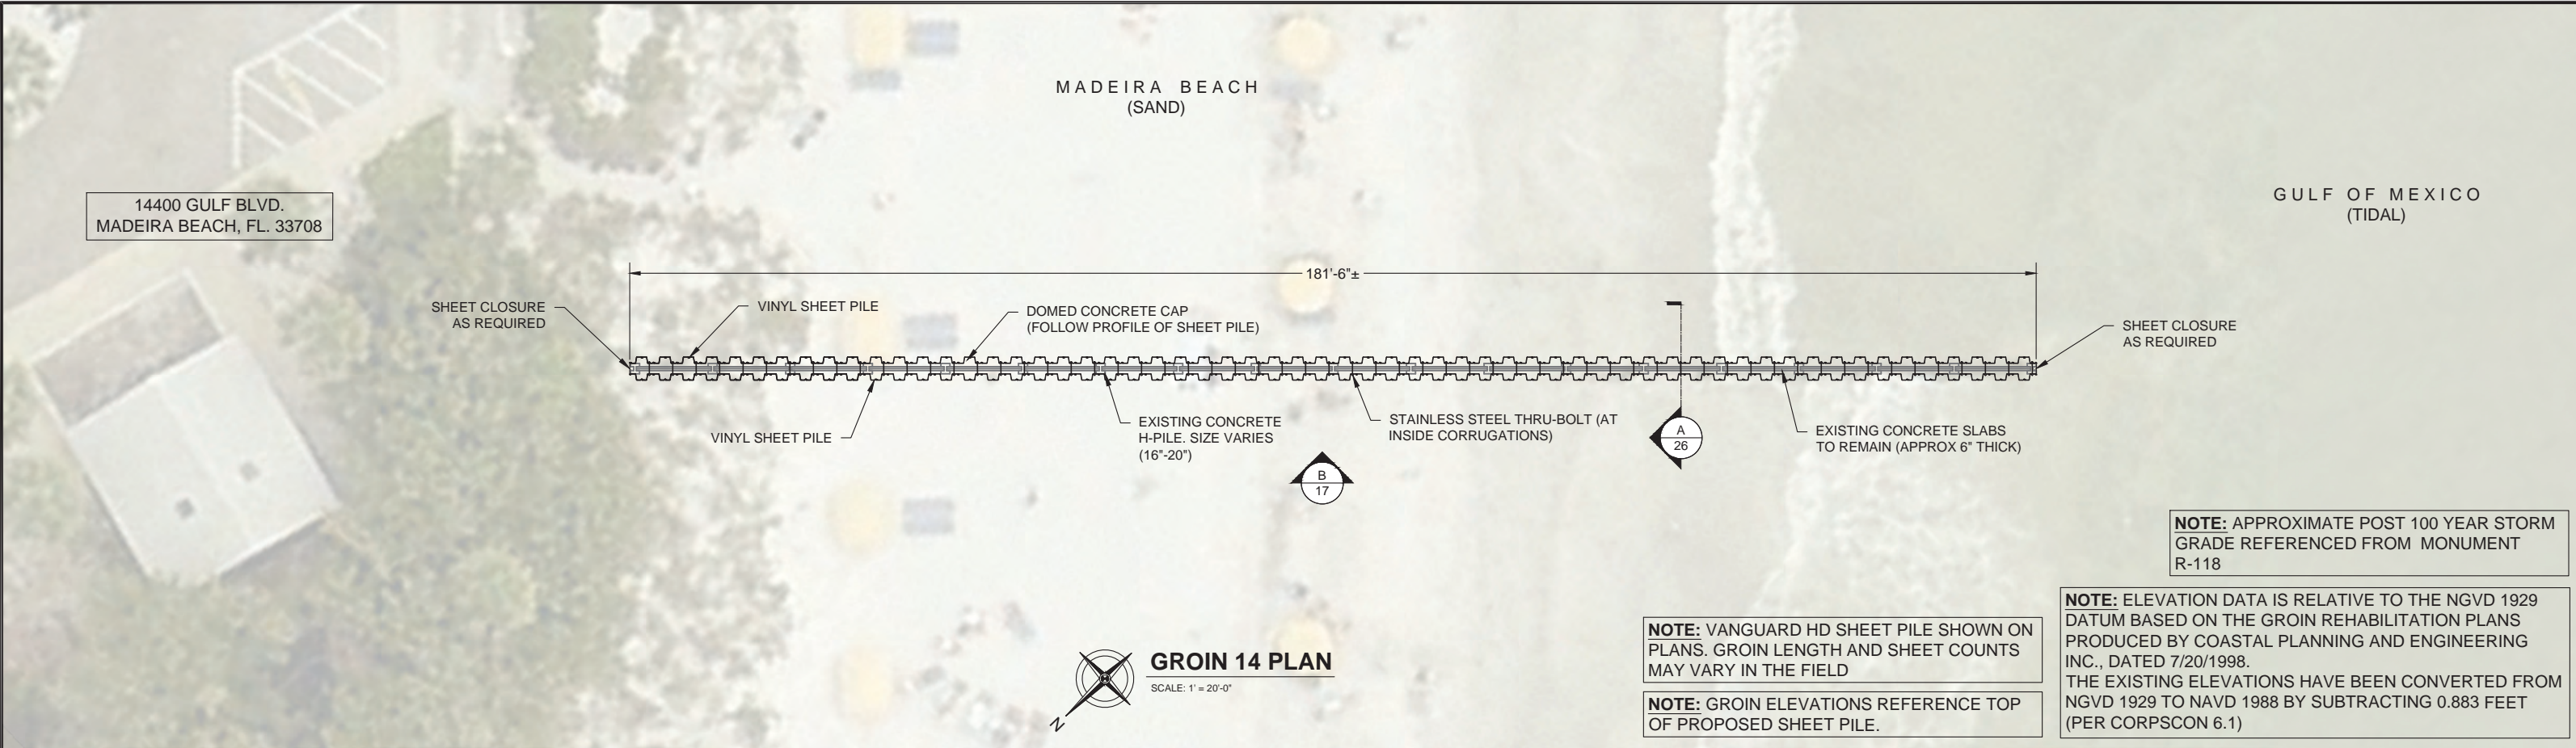 MADEIRA BEACH
(SAND)
14400 GULF BLVD.
MADEIRA BEACH, FL. 33708
GULF OF MEXICO
(TIDAL)
181'-6"±
SHEET CLOSURE
AS REQUIRED
VINYL SHEET PILE
DOMED CONCRETE CAP
(FOLLOW PROFILE OF SHEET PILE)
SHEET CLOSURE
AS REQUIRED
VINYL SHEET PILE
EXISTING CONCRETE
H-PILE. SIZE VARIES
(16"-20")
STAINLESS STEEL THRU-BOLT (AT
INSIDE CORRUGATIONS)
A
26
EXISTING CONCRETE SLABS
TO REMAIN (APPROX 6" THICK)
B
17
NOTE: APPROXIMATE POST 100 YEAR STORM
GRADE REFERENCED FROM MONUMENT
R-118
NOTE: VANGUARD HD SHEET PILE SHOWN ON
PLANS. GROIN LENGTH AND SHEET COUNTS
MAY VARY IN THE FIELD
NOTE: GROIN ELEVATIONS REFERENCE TOP
OF PROPOSED SHEET PILE.
NOTE: ELEVATION DATA IS RELATIVE TO THE NGVD 1929
DATUM BASED ON THE GROIN REHABILITATION PLANS
PRODUCED BY COASTAL PLANNING AND ENGINEERING
INC., DATED 7/20/1998.
THE EXISTING ELEVATIONS HAVE BEEN CONVERTED FROM
NGVD 1929 TO NAVD 1988 BY SUBTRACTING 0.883 FEET
(PER CORPSCON 6.1)
N
GROIN 14 PLAN
SCALE: 1' = 20'-0"